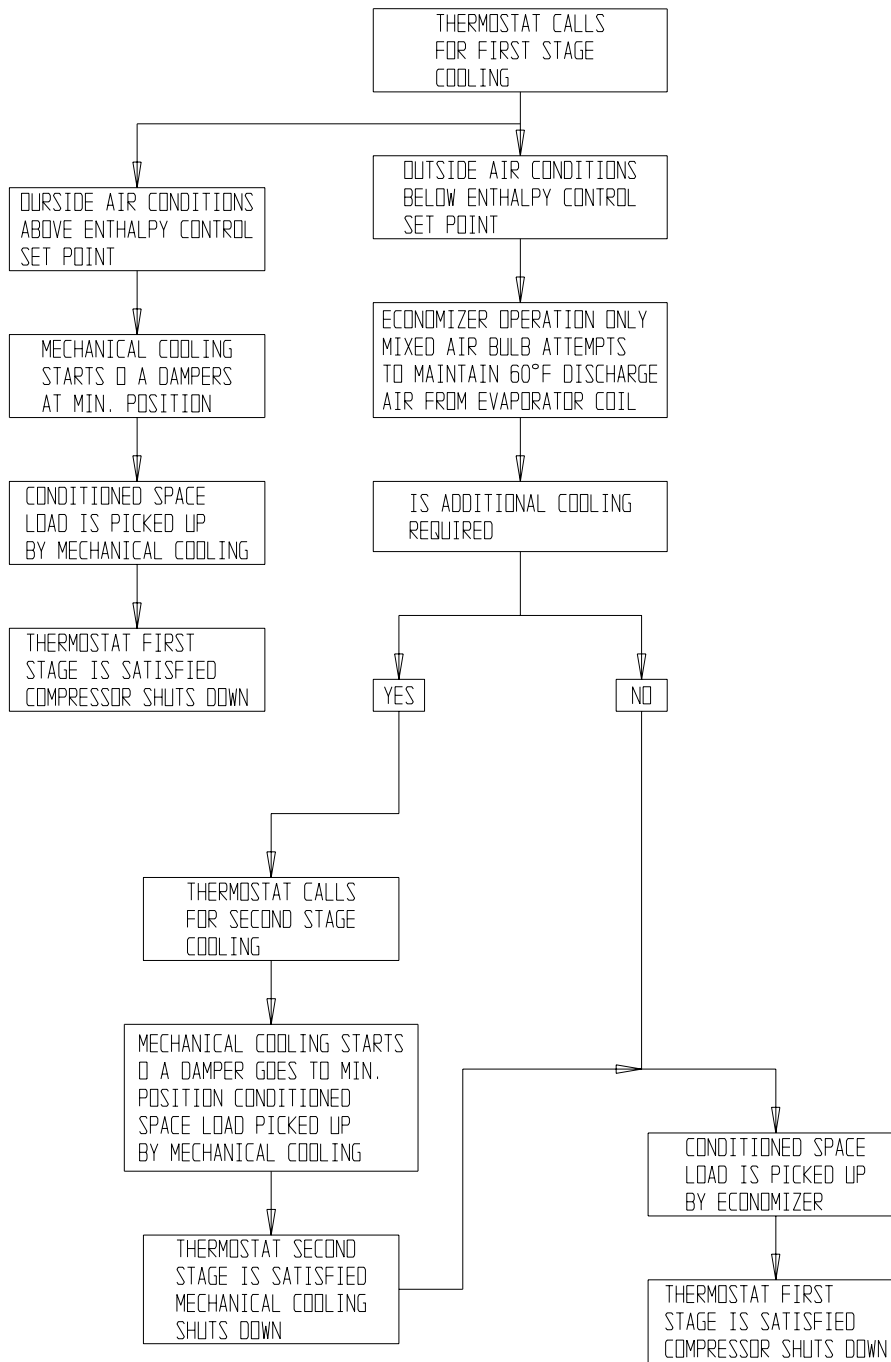 THERMOSTAT CALLS
FOR FIRST STAGE
COOLING
OURSIDE AIR CONDITIONS
ABOVE ENTHALPY CONTROL
SET POINT
MECHANICAL COOLING
STARTS O A DAMPERS
AT MIN. POSITION
CONDITIONED SPACE
LOAD IS PICKED UP
BY MECHANICAL COOLING
THERMOSTAT FIRST
STAGE IS SATISFIED
COMPRESSOR SHUTS DOWN
OUTSIDE AIR CONDITIONS
BELOW ENTHALPY CONTROL
SET POINT
ECONOMIZER OPERATION ONLY
MIXED AIR BULB ATTEMPTS
TO MAINTAIN 60°F DISCHARGE
AIR FROM EVAPORATOR COIL
IS ADDITIONAL COOLING
REQUIRED
YES
NO
THERMOSTAT CALLS
FOR SECOND STAGE
COOLING
MECHANICAL COOLING STARTS
O A DAMPER GOES TO MIN.
POSITION CONDITIONED
SPACE LOAD PICKED UP
BY MECHANICAL COOLING
THERMOSTAT SECOND
STAGE IS SATISFIED
MECHANICAL COOLING
SHUTS DOWN
CONDITIONED SPACE
LOAD IS PICKED UP
BY ECONOMIZER
THERMOSTAT FIRST
STAGE IS SATISFIED
COMPRESSOR SHUTS DOWN